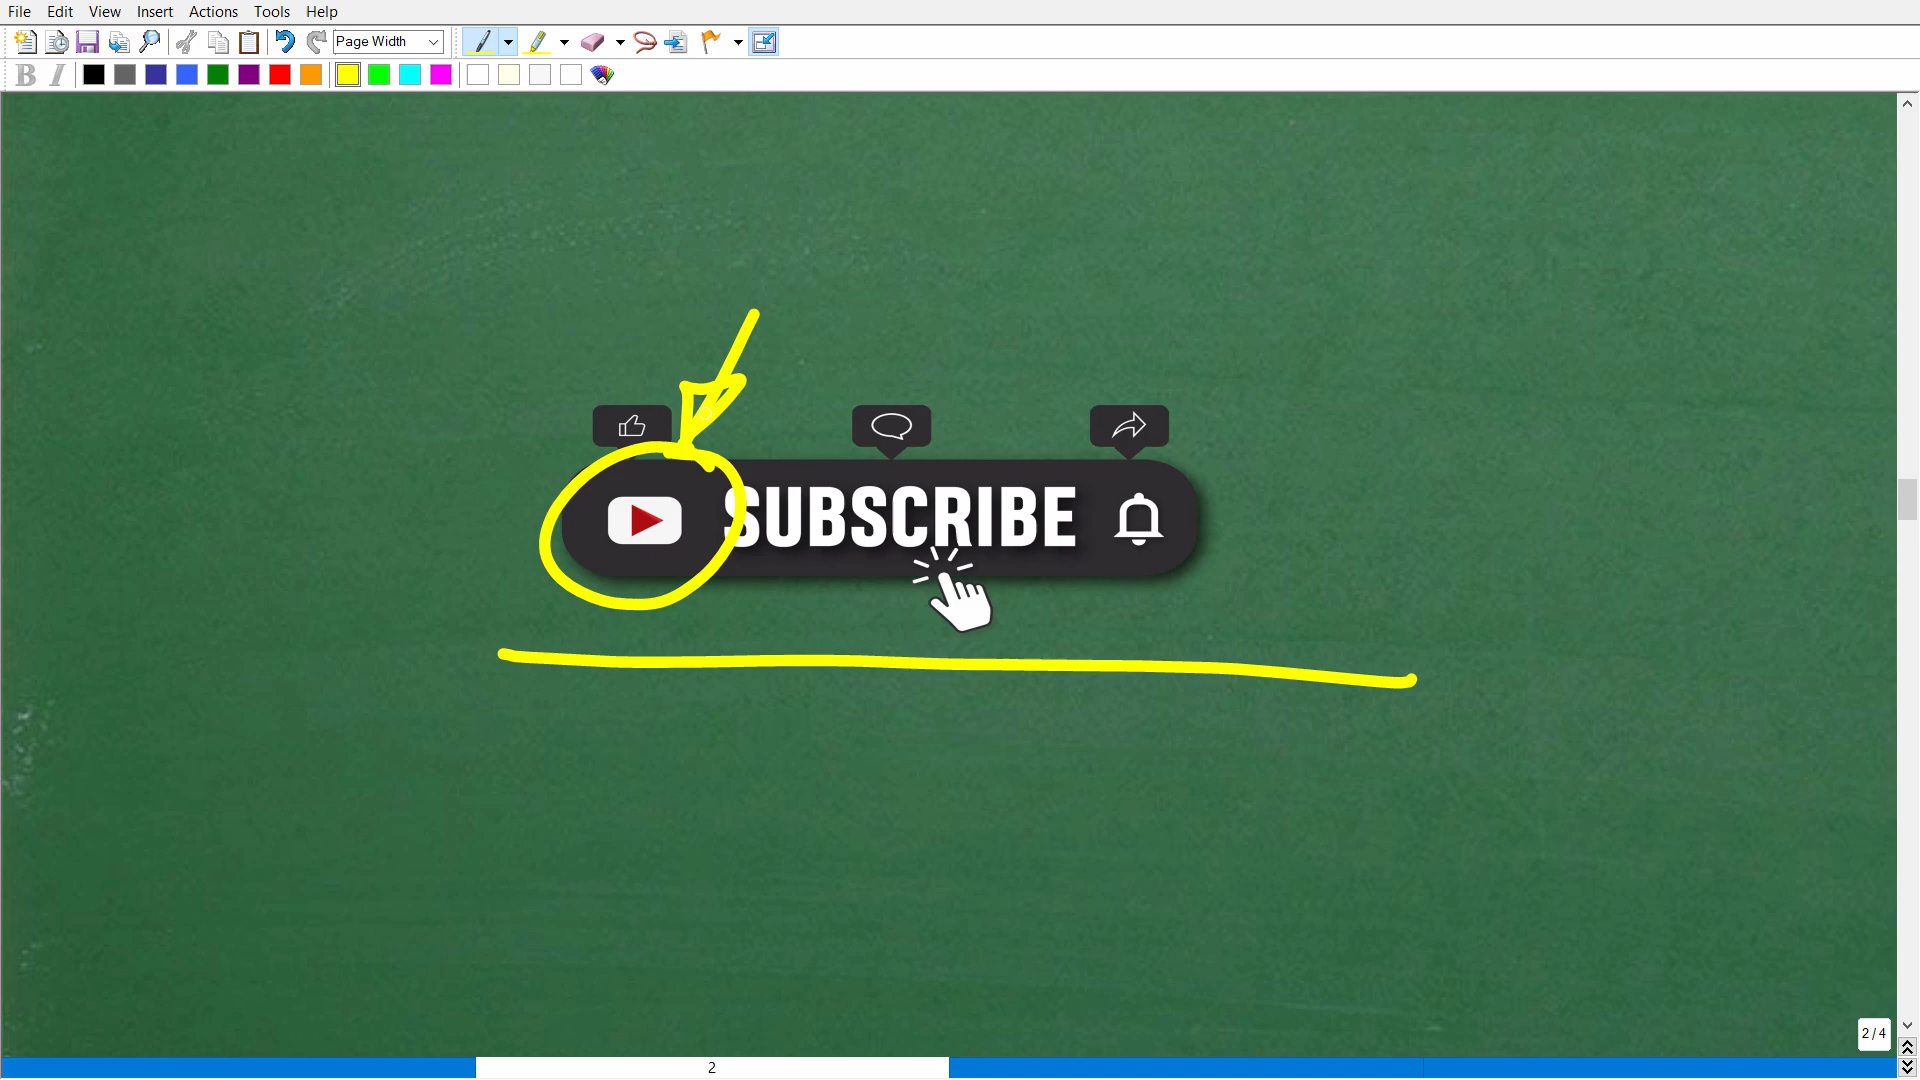 File Edit View Insert Actions Tools Help
Page Width
B I
SUBSCRIBE
2 / 4
2